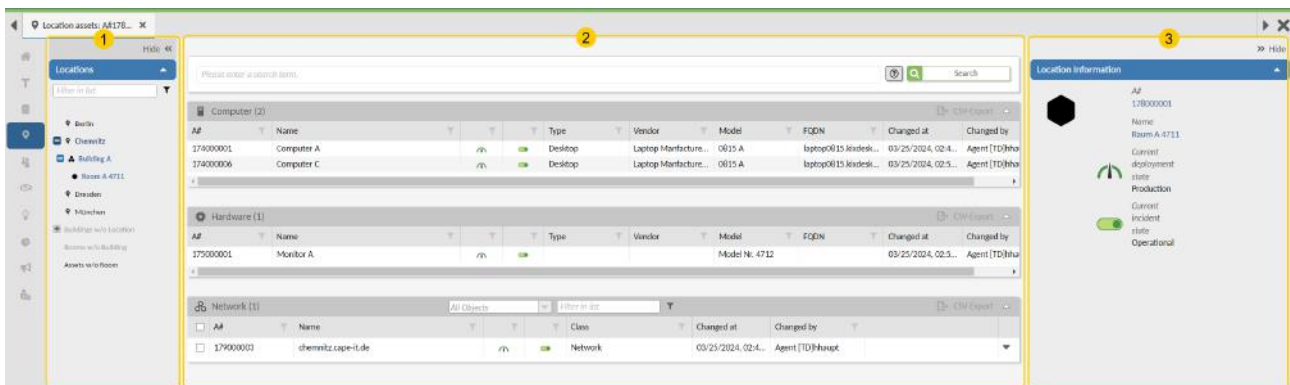 Location assets: A#178... ×
1
2
3
Hide «
» Hide
Locations
Filter in list
Berlin
Chemnitz
Building A
Room A 4711
Dresden
München
Buildings w/o Location
Rooms w/o Building
Assets w/o Room
Please enter a search term.
Search
Computer (2)
CSV-Export
A# Name Type Vendor Model FQDN Changed at Changed by
174000001 Computer A Desktop Laptop Manfacture... 0815 A laptop0815.kixdesk... 03/25/2024, 02:4... Agent [TD]hha
174000006 Computer C Desktop Laptop Manfacture... 0815 A laptop0815.kixdesk... 03/25/2024, 02:4... Agent [TD]hha
Hardware (1)
CSV-Export
A# Name Type Vendor Model FQDN Changed at Changed by
175000001 Monitor A Model Nr. 4712 03/25/2024, 02:5... Agent [TD]hha
Network (1)
All Objects
Filter in list
CSV-Export
A# Name Class Changed at Changed by
179000003 chemnitz.cape-it.de Network 03/25/2024, 02:4... Agent [TD]hhaupt
Location Information
A#
178000001
Name
Raum A 4711
Current
deployment
state
Production
Current
incident
state
Operational